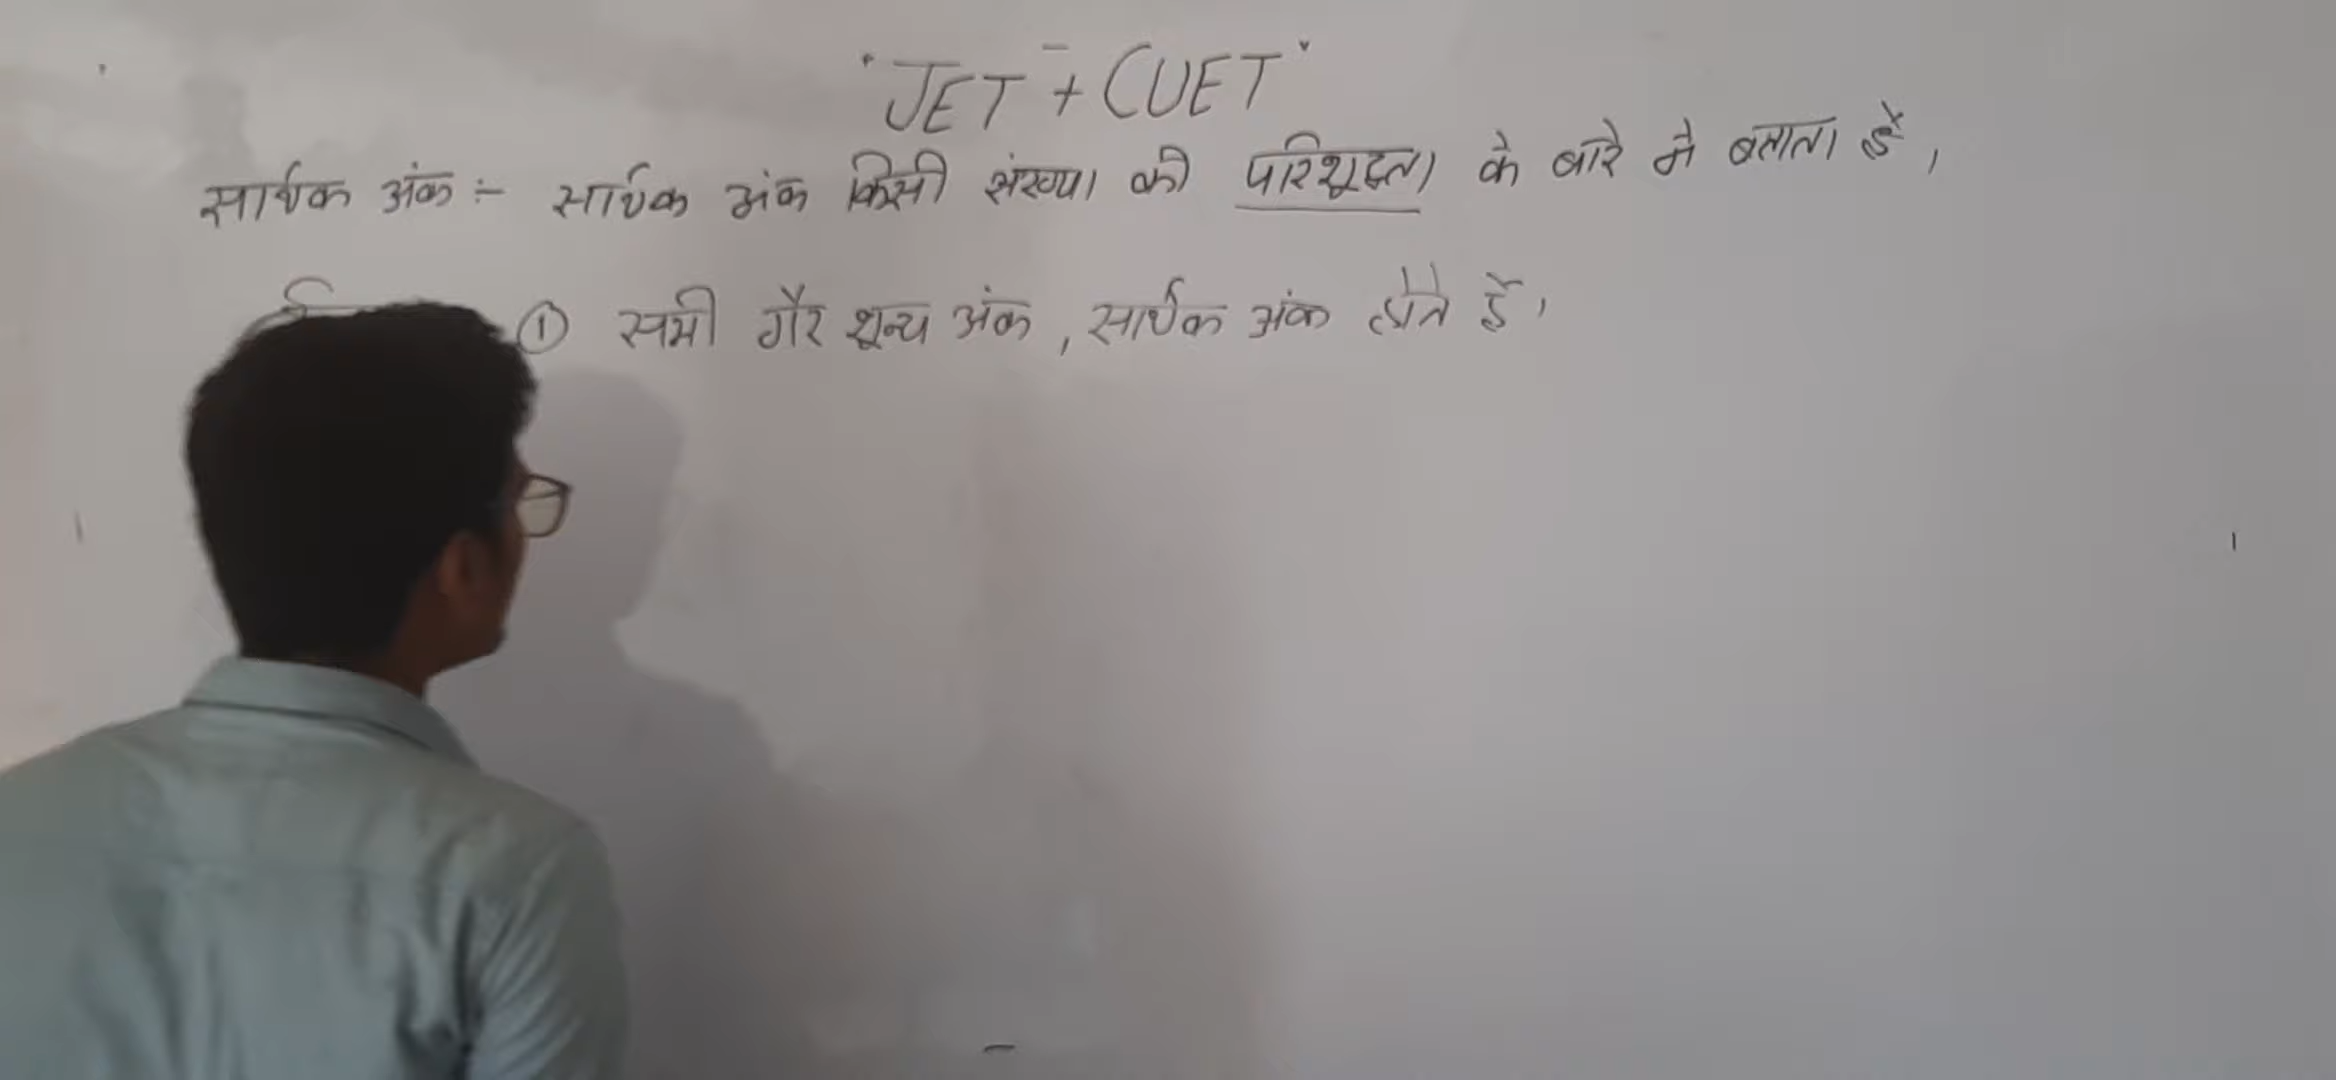 "JET + CUET"
सार्थक अंक :- सार्थक अंक किसी संख्या की परिशूद्धता के बारे मे बताता है,
① सभी गैर शून्य अंक, सार्थक अंक होते हैं,